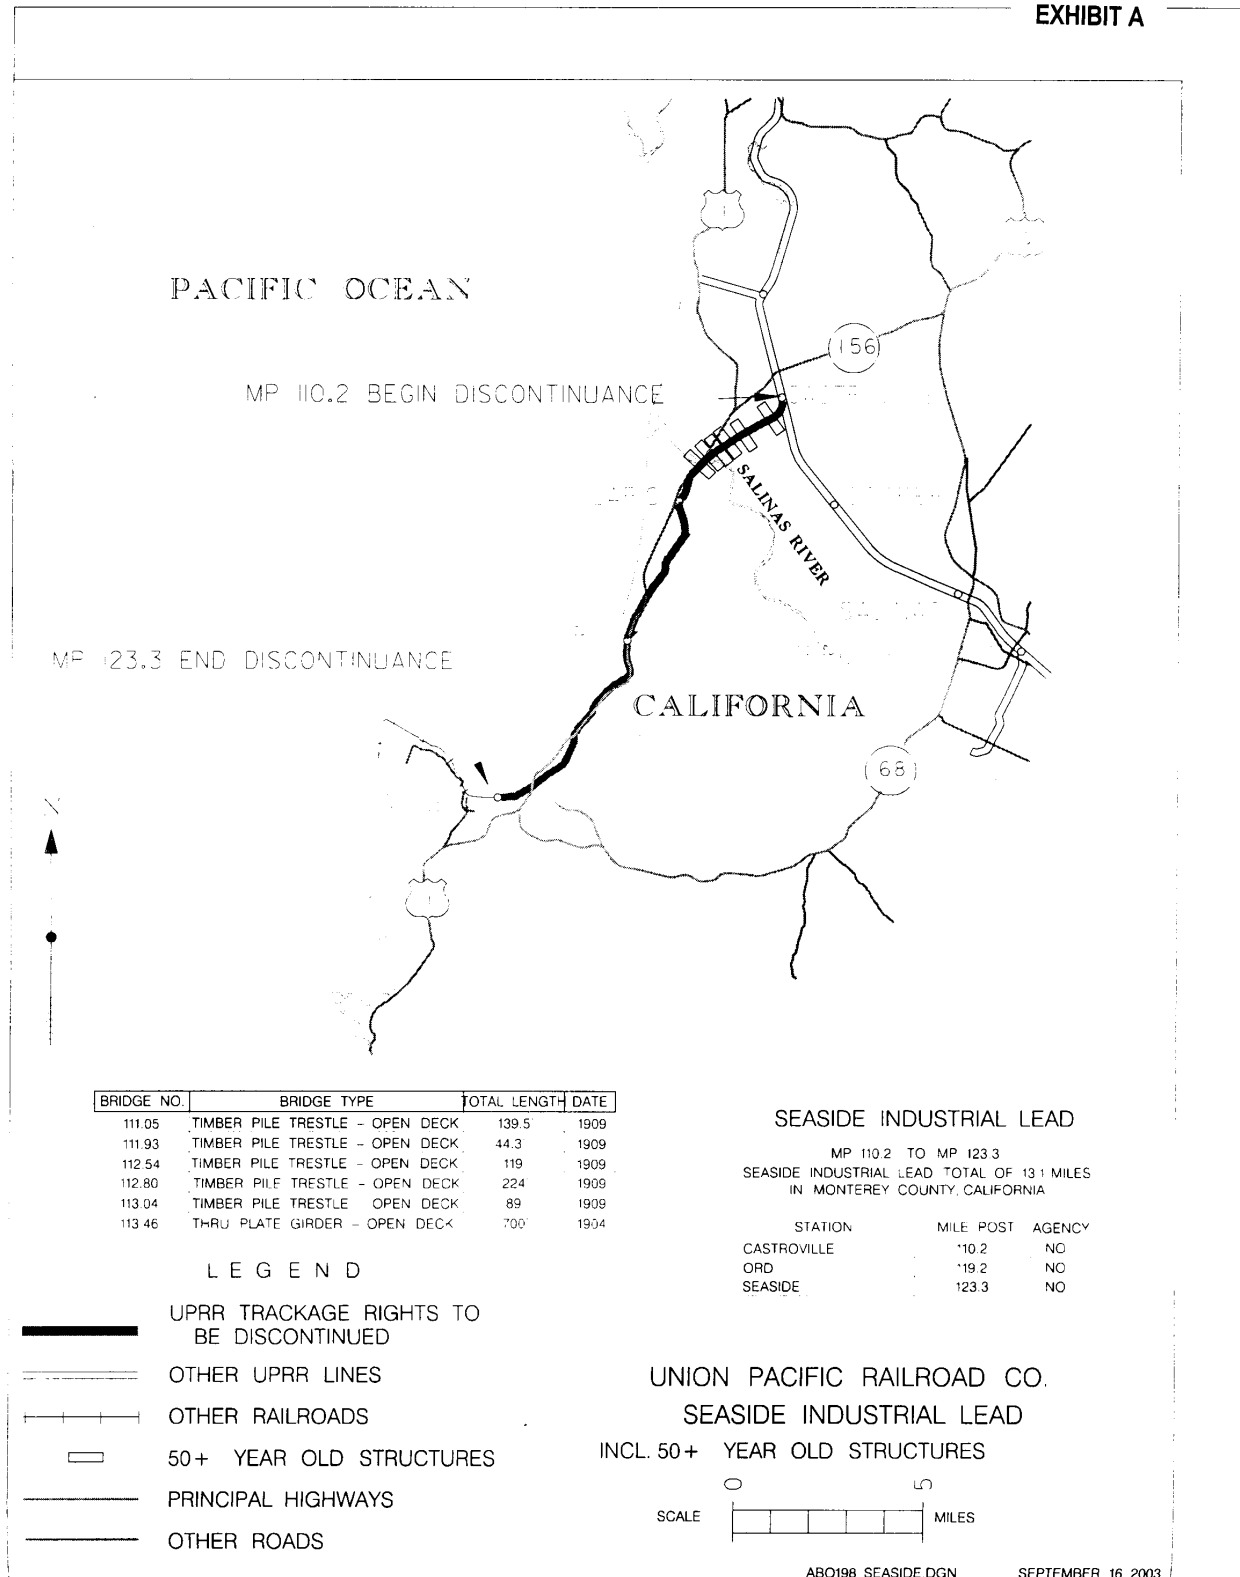 EXHIBIT A
1
PACIFIC OCEAN
156
MP 110.2 BEGIN DISCONTINUANCE
SALINAS RIVER
MP 123.3 END DISCONTINUANCE
CALIFORNIA
68
N
1
BRIDGE NO. BRIDGE TYPE TOTAL LENGTH DATE
111.05 TIMBER PILE TRESTLE - OPEN DECK 139.5' 1909
111.93 TIMBER PILE TRESTLE - OPEN DECK 44.3' 1909
112.54 TIMBER PILE TRESTLE - OPEN DECK 119 1909
112.80 TIMBER PILE TRESTLE - OPEN DECK 224 1909
113.04 TIMBER PILE TRESTLE OPEN DECK 89 1909
113.46 THRU PLATE GIRDER - OPEN DECK 700' 1904
SEASIDE INDUSTRIAL LEAD
MP 110.2 TO MP 123.3
SEASIDE INDUSTRIAL LEAD TOTAL OF 13.1 MILES
IN MONTEREY COUNTY, CALIFORNIA
STATION MILE POST AGENCY
CASTROVILLE 110.2 NO
ORD 119.2 NO
SEASIDE 123.3 NO
LEGEND
UPRR TRACKAGE RIGHTS TO
BE DISCONTINUED
OTHER UPRR LINES
OTHER RAILROADS
50+ YEAR OLD STRUCTURES
PRINCIPAL HIGHWAYS
OTHER ROADS
UNION PACIFIC RAILROAD CO.
SEASIDE INDUSTRIAL LEAD
INCL. 50+ YEAR OLD STRUCTURES
0 5
SCALE MILES
ABO198 SEASIDE.DGN SEPTEMBER 16, 2003